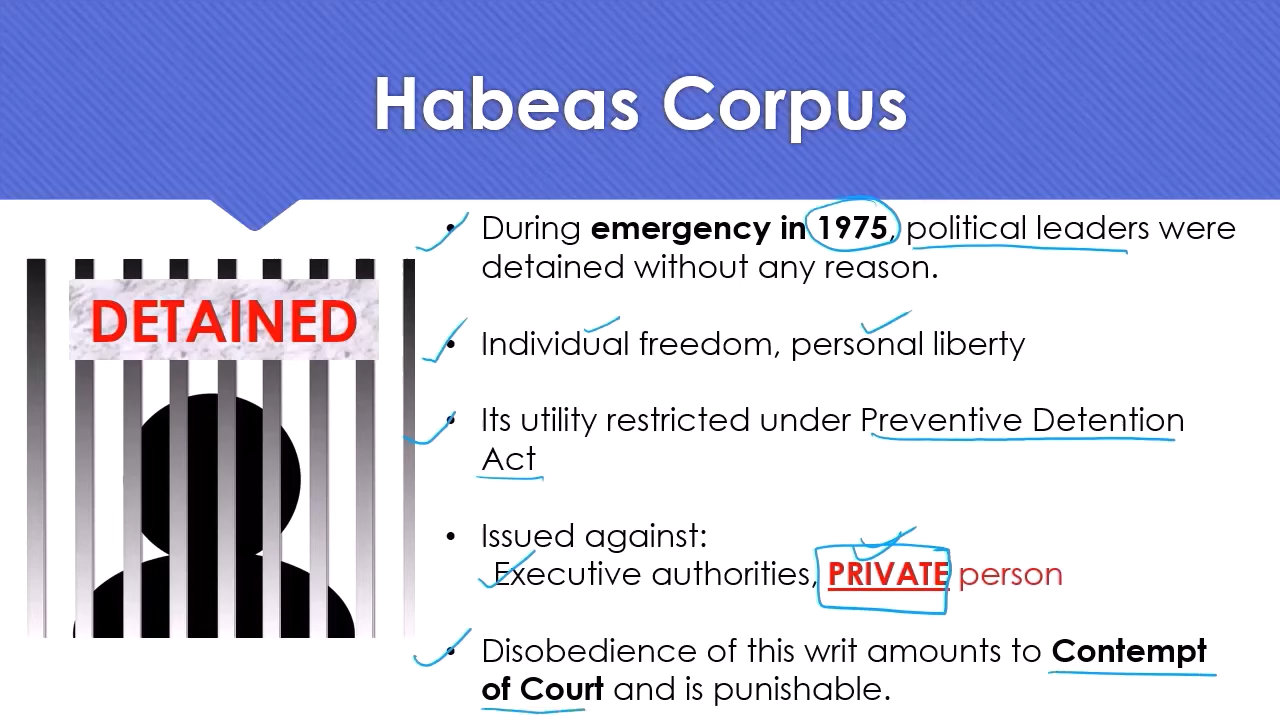 Habeas Corpus
DETAINED
• During emergency in 1975, political leaders were
detained without any reason.
• Individual freedom, personal liberty
• Its utility restricted under Preventive Detention
Act
• Issued against:
Executive authorities, PRIVATE person
• Disobedience of this writ amounts to Contempt
of Court and is punishable.